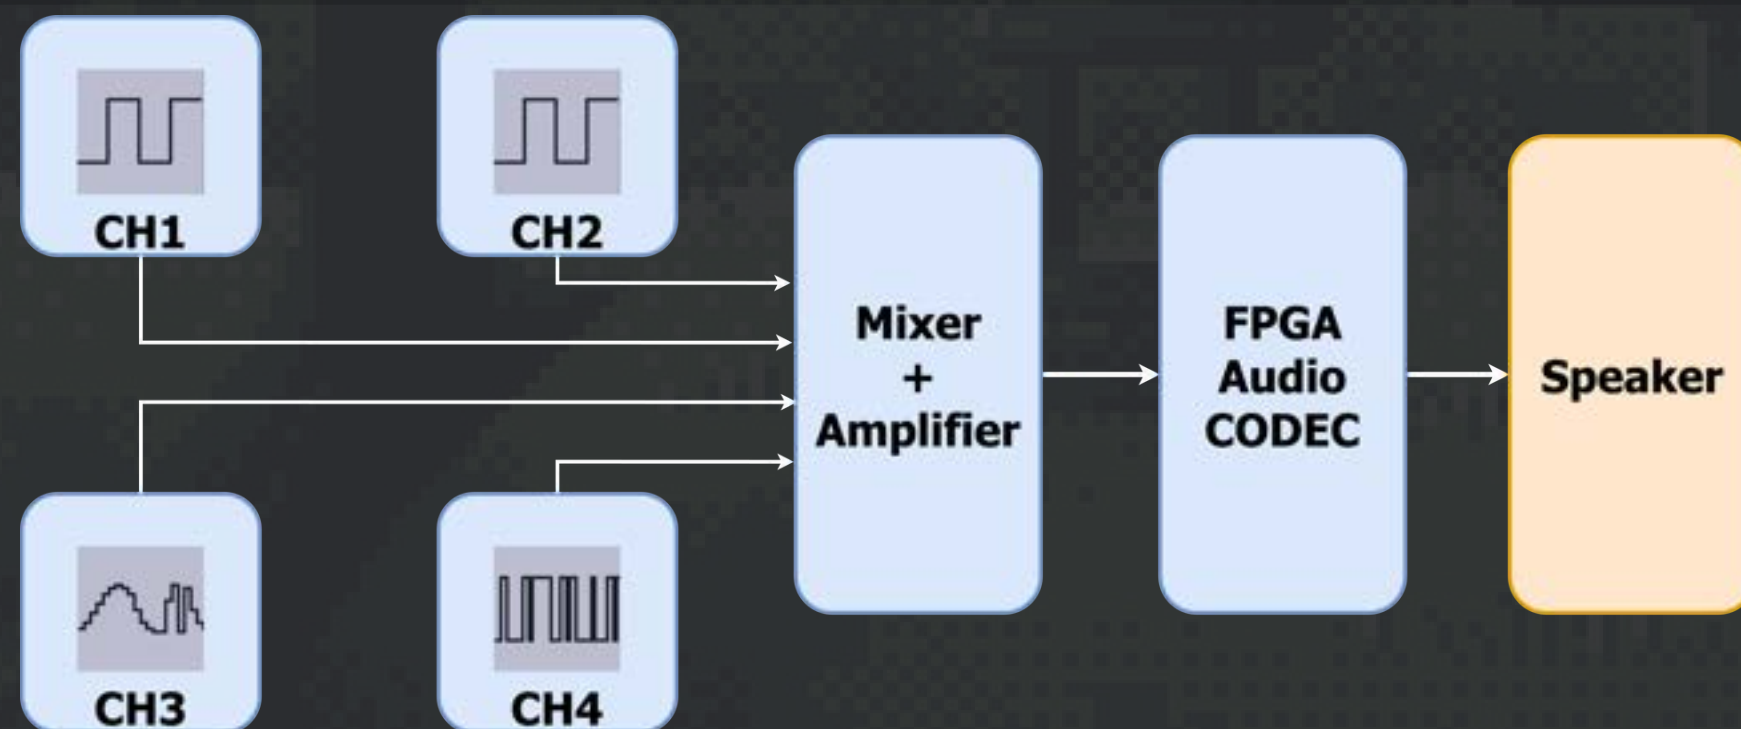 CH1
CH2
Mixer
+
Amplifier
FPGA
Audio
CODEC
Speaker
CH3
CH4